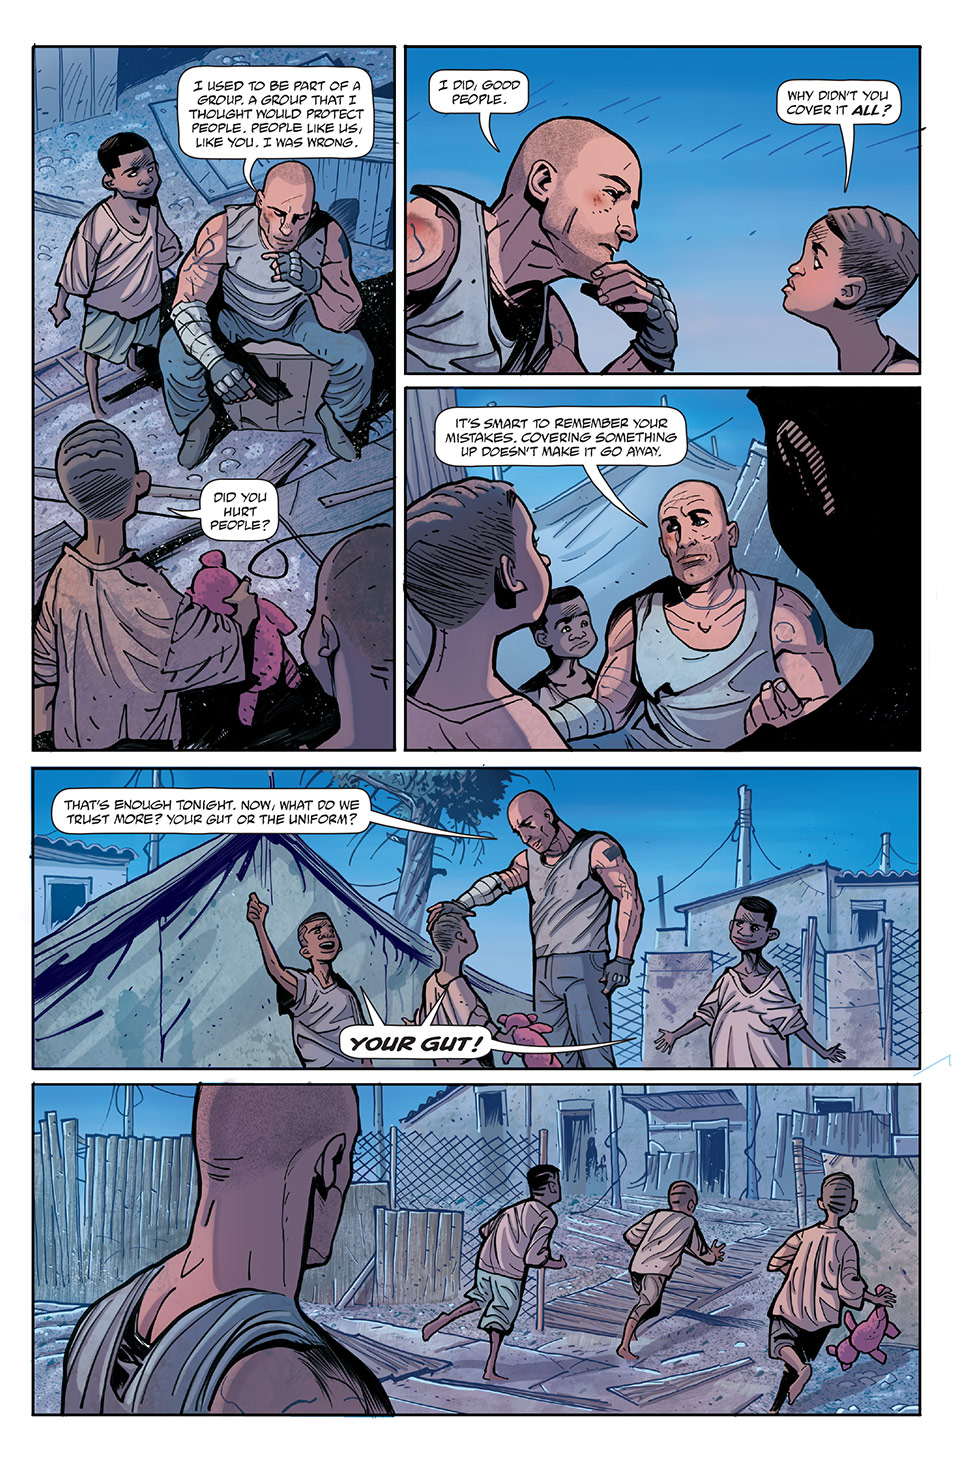 I USED TO BE PART OF A
GROUP. A GROUP THAT I
THOUGHT WOULD PROTECT
PEOPLE. PEOPLE LIKE US,
LIKE YOU. I WAS WRONG.
DID YOU
HURT
PEOPLE?
I DID, GOOD
PEOPLE.
WHY DIDN'T YOU
COVER IT ALL?
IT'S SMART TO REMEMBER YOUR
MISTAKES. COVERING SOMETHING
UP DOESN'T MAKE IT GO AWAY.
THAT'S ENOUGH TONIGHT. NOW, WHAT DO WE
TRUST MORE? YOUR GUT OR THE UNIFORM?
YOUR GUT!